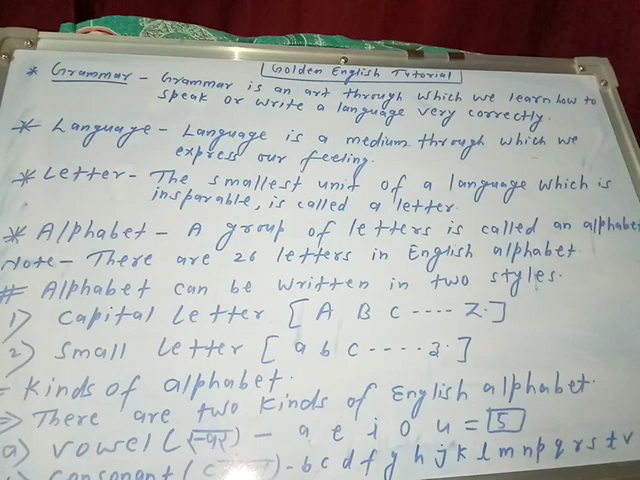 Golden English Tutorial
* Grammar - Grammar is an art through which we learn how to
speak or write a language very correctly.
* Language - Language is a medium through which we
express our feeling.
* Letter - The smallest unit of a language which is
insparable, is called a letter.
* Alphabet - A group of letters is called an alphabet
Note - There are 26 letters in English alphabet.
# Alphabet can be written in two styles.
1) Capital letter [ A B C ---- Z.]
2) Small letter [ a b c ----- z.]
= Kinds of alphabet.
=> There are two kinds of English alphabet.
a) vowel (स्वर) - a e i o u = 5
consonant ( - b c d f g h j k l m n p q r s t v